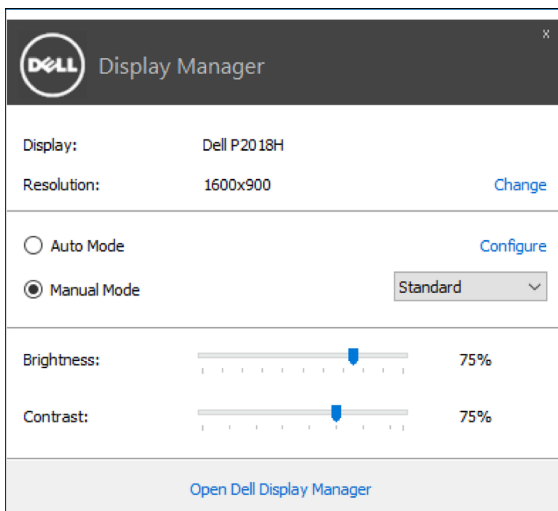 DELL Display Manager x
Display: Dell P2018H
Resolution: 1600x900 Change
Auto Mode Configure
Manual Mode Standard
Brightness: 75%
Contrast: 75%
Open Dell Display Manager